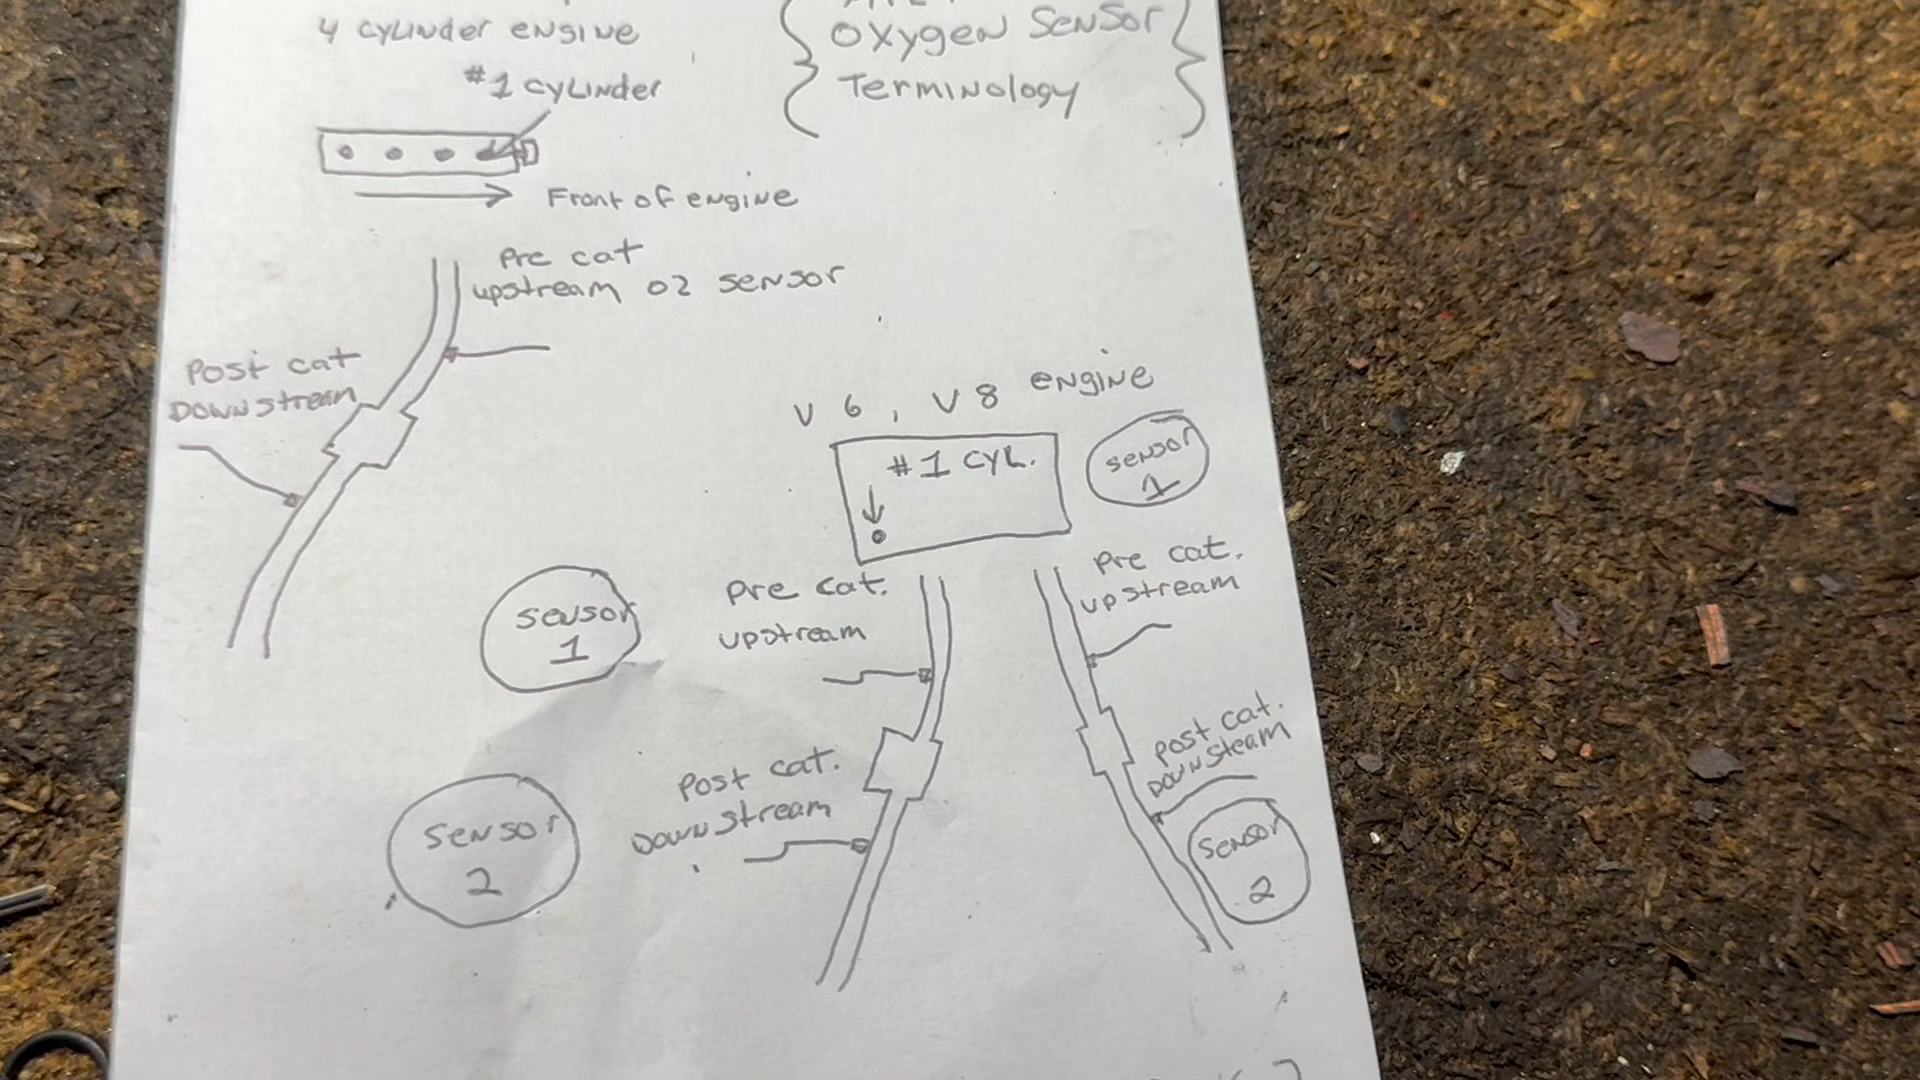 4 cylinder engine
#1 cylinder
Front of engine
Oxygen Sensor
Terminology
Pre cat
upstream O2 sensor
Post cat
Downstream
V6, V8 engine
#1 cyl.
Sensor
1
Pre cat.
upstream
Sensor
1
Pre cat.
upstream
Post cat.
Downstream
Sensor
2
Post cat.
Downsteam
Sensor
2